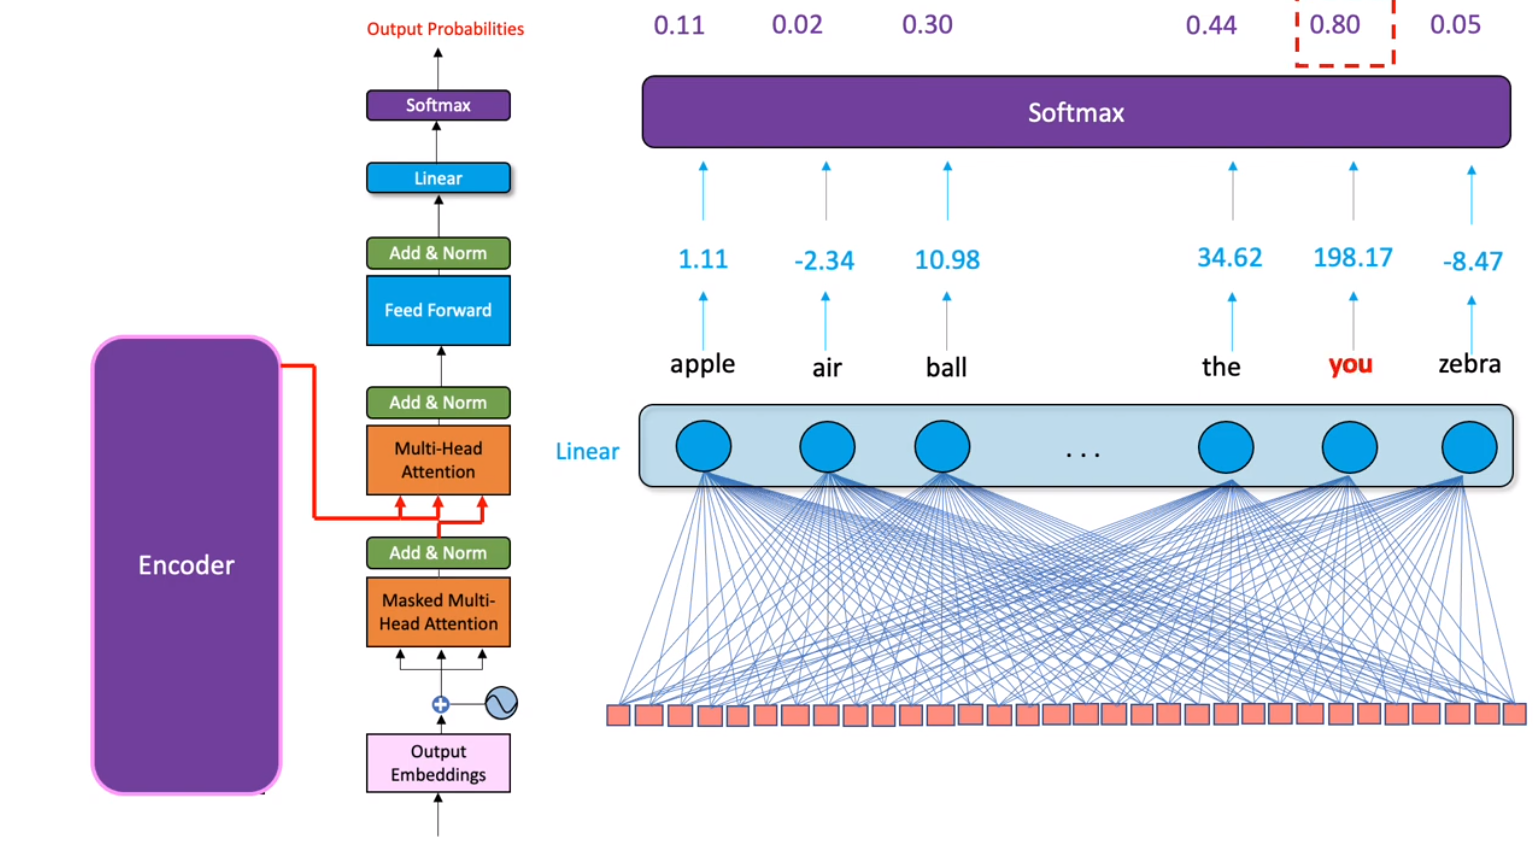 Output Probabilities
Softmax
Linear
Add & Norm
Feed Forward
Add & Norm
Multi-Head
Attention
Add & Norm
Masked Multi-
Head Attention
Output
Embeddings
Encoder
0.11 0.02 0.30 0.44 0.80 0.05
Softmax
1.11 -2.34 10.98 34.62 198.17 -8.47
apple air ball the you zebra
Linear ...